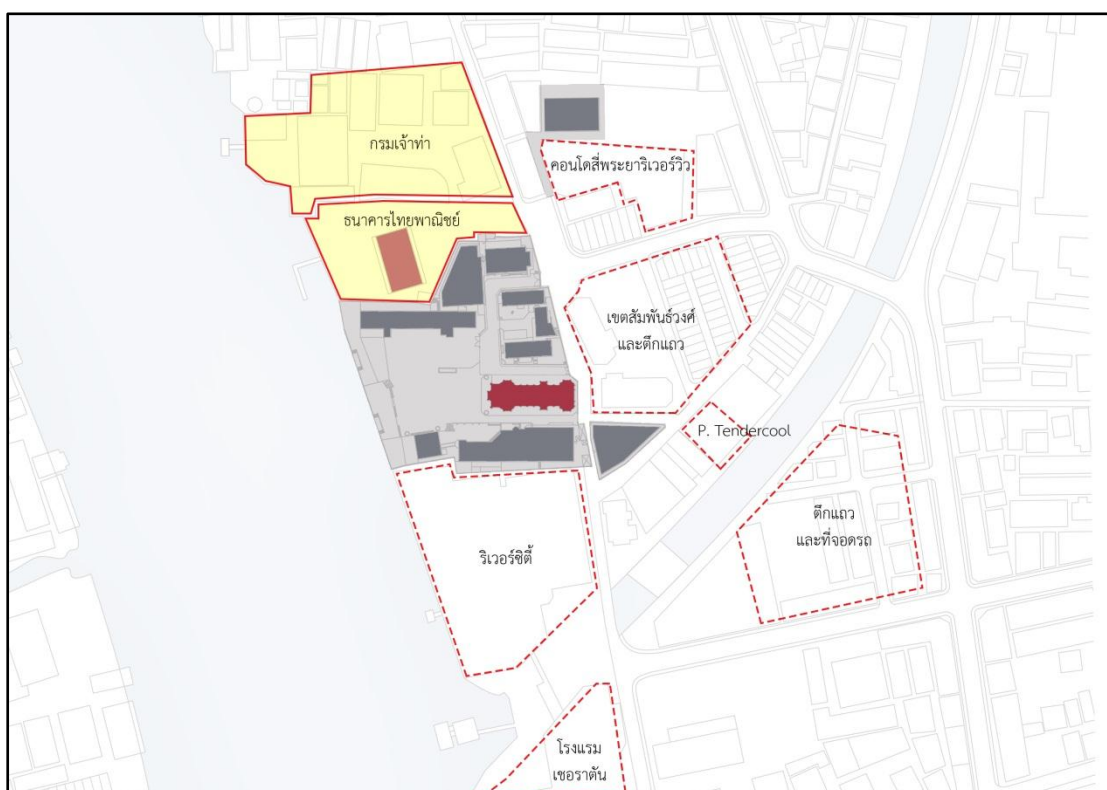 กรมเจ้าท่า
คอนโดสี่พระยาริเวอร์วิว
ธนาคารไทยพาณิชย์
เขตสัมพันธ์วงศ์
และตึกแถว
P. Tendercool
ตึกแถว
และที่จอดรถ
ริเวอร์ซิตี้
โรงแรม
เชอราตัน